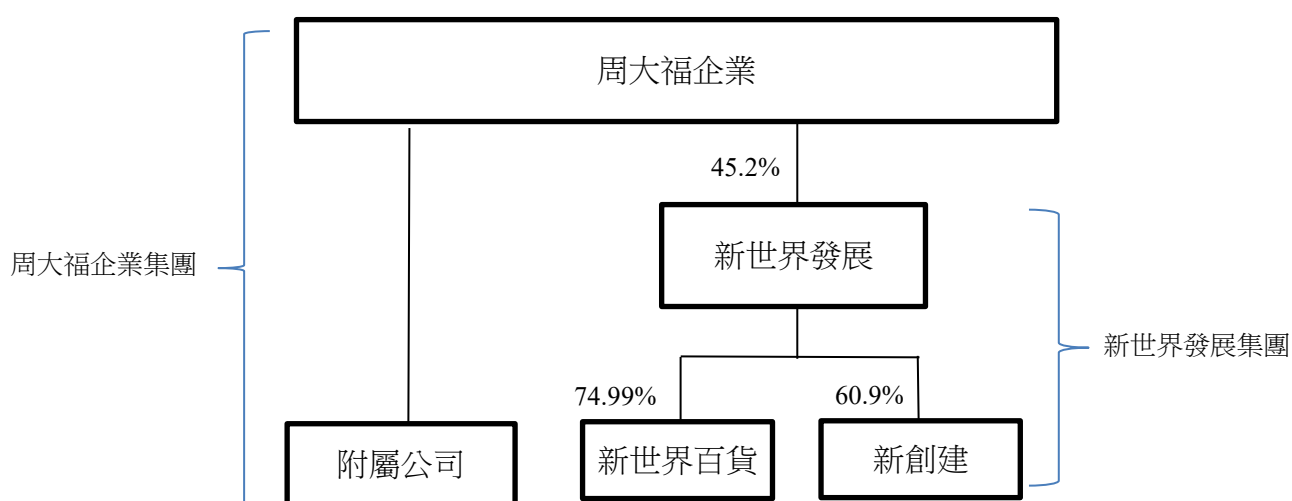 周大福企業
45.2%
新世界發展
周大福企業集團
新世界發展集團
74.99%
60.9%
附屬公司
新世界百貨
新創建